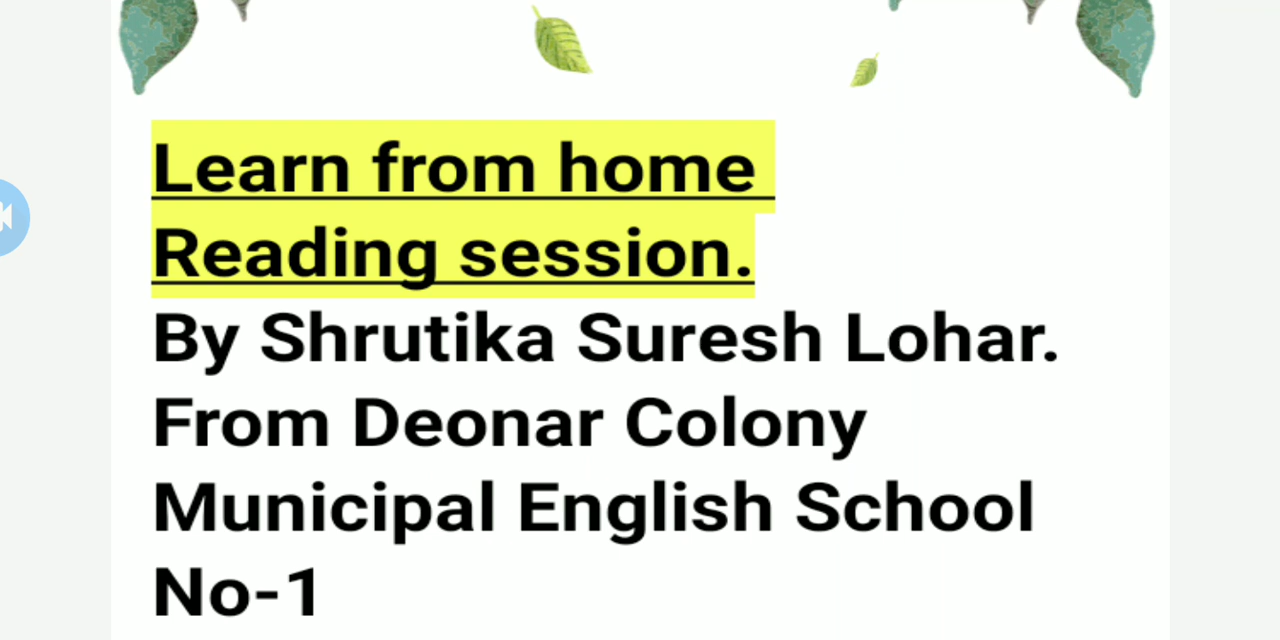 Learn from home
Reading session.
By Shrutika Suresh Lohar.
From Deonar Colony
Municipal English School
No-1